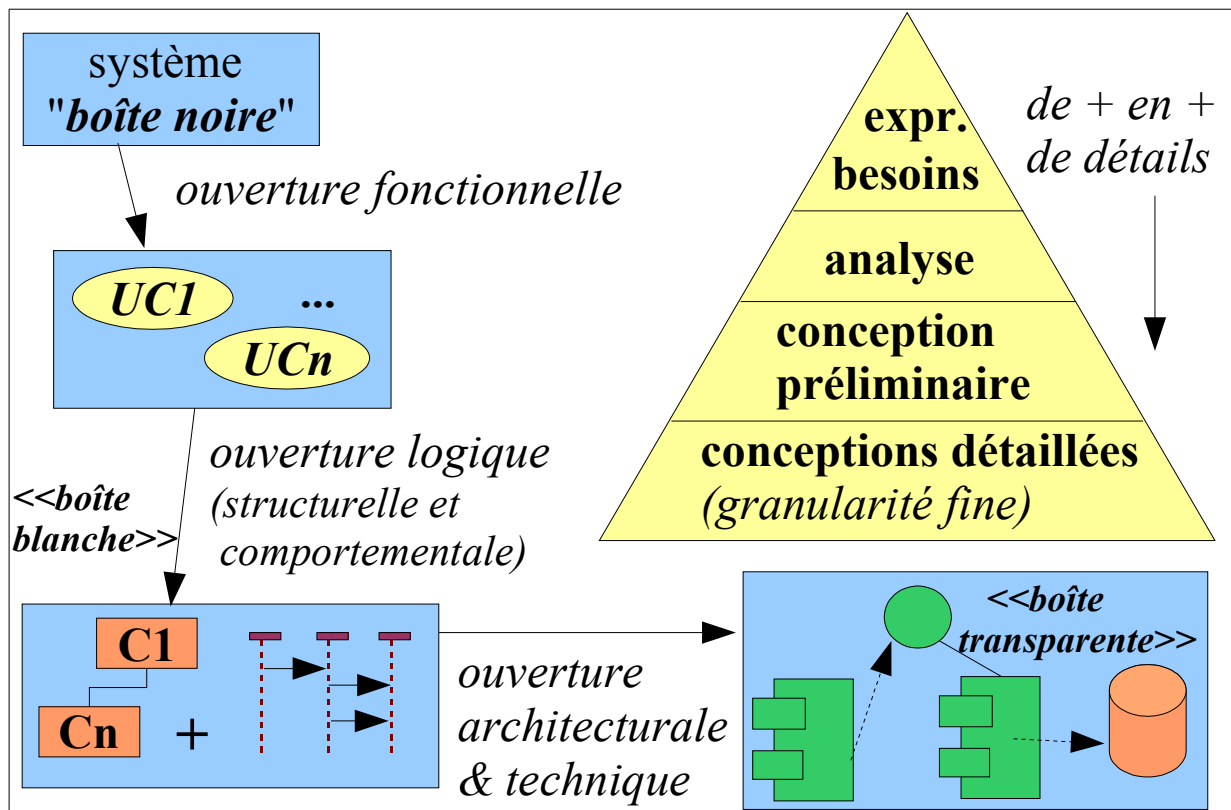 système
"boîte noire"
ouverture fonctionnelle
UC1
...
UCn
ouverture logique
(structurelle et
comportementale)
<<boîte
blanche>>
C1
Cn
+
ouverture
architecturale
& technique
<<boîte
transparente>>
expr.
besoins
analyse
conception
préliminaire
conceptions détaillées
(granularité fine)
de + en +
de détails